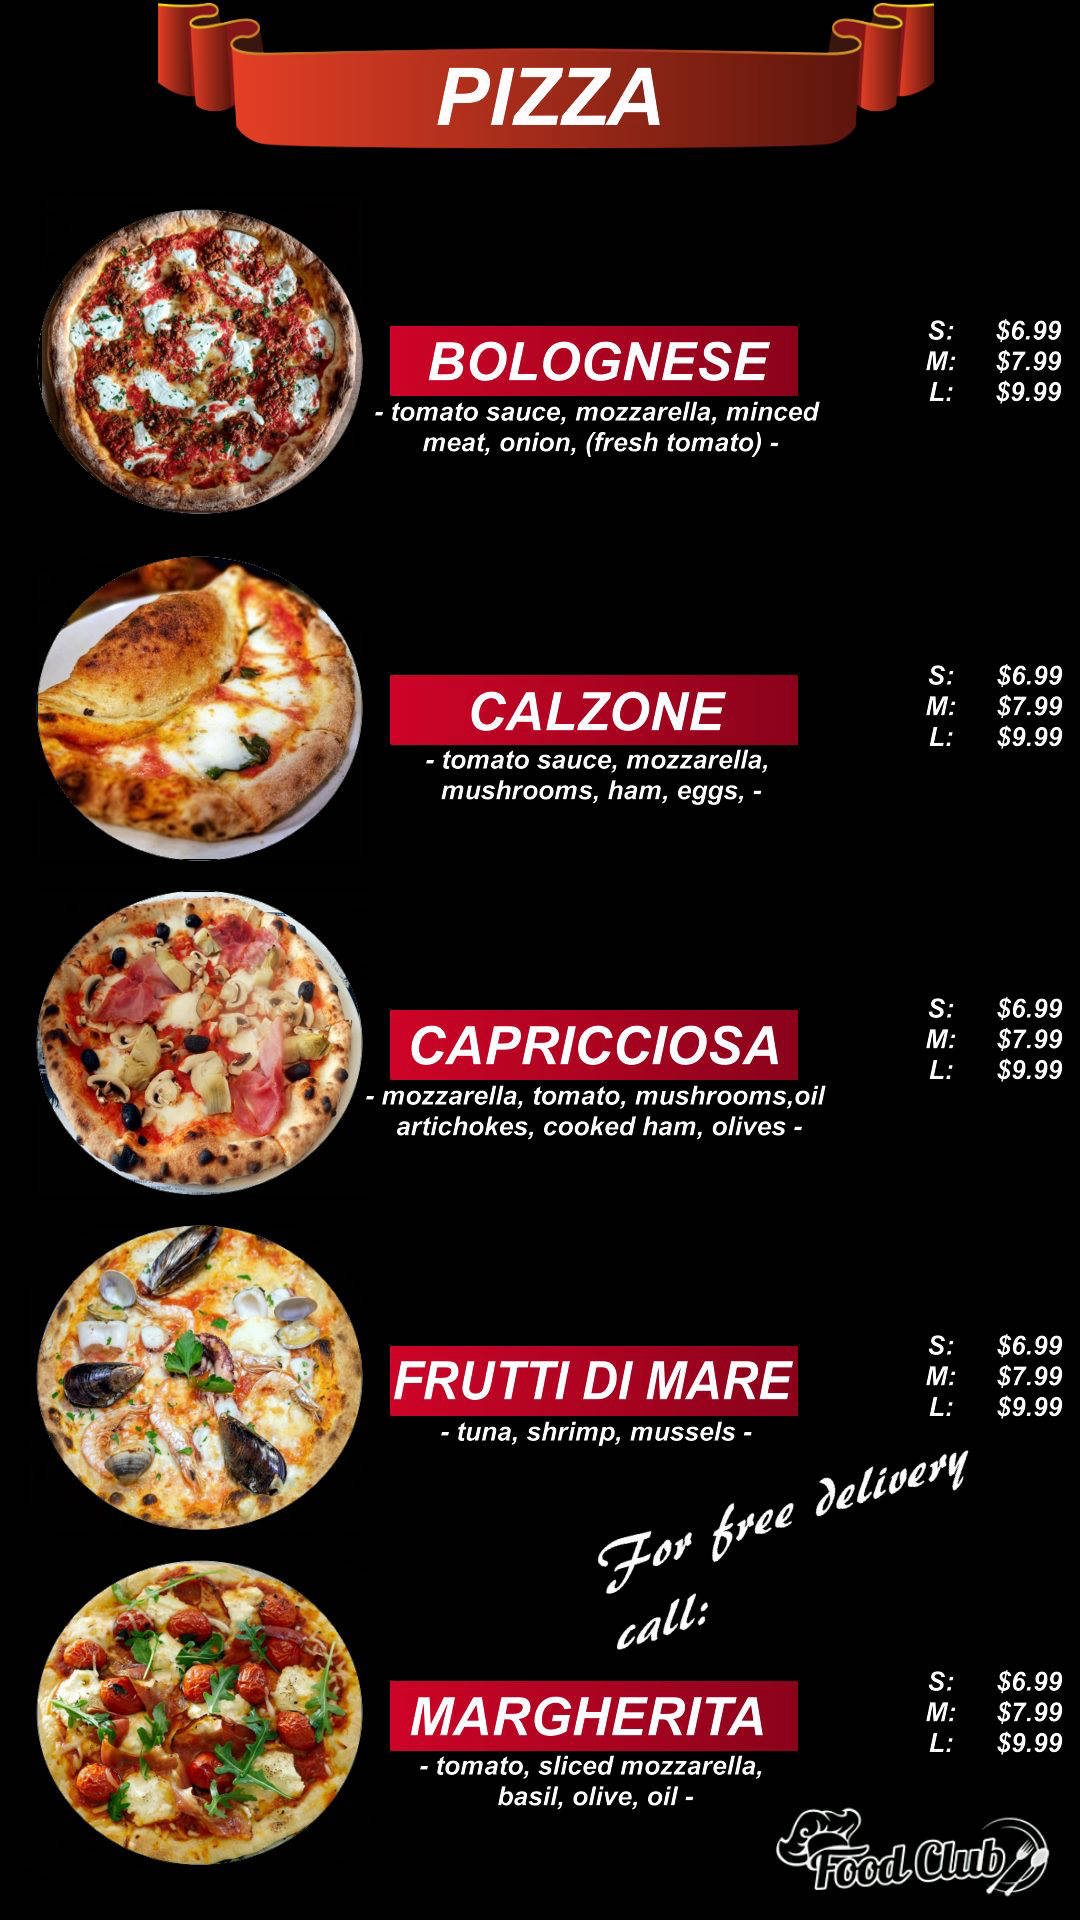 PIZZA
BOLOGNESE
- tomato sauce, mozzarella, minced
meat, onion, (fresh tomato) -
S: $6.99
M: $7.99
L: $9.99
CALZONE
- tomato sauce, mozzarella,
mushrooms, ham, eggs, -
S: $6.99
M: $7.99
L: $9.99
CAPRICCIOSA
- mozzarella, tomato, mushrooms,oil
artichokes, cooked ham, olives -
S: $6.99
M: $7.99
L: $9.99
FRUTTI DI MARE
- tuna, shrimp, mussels -
S: $6.99
M: $7.99
L: $9.99
For free delivery
call:
MARGHERITA
- tomato, sliced mozzarella,
basil, olive, oil -
S: $6.99
M: $7.99
L: $9.99
Food Club